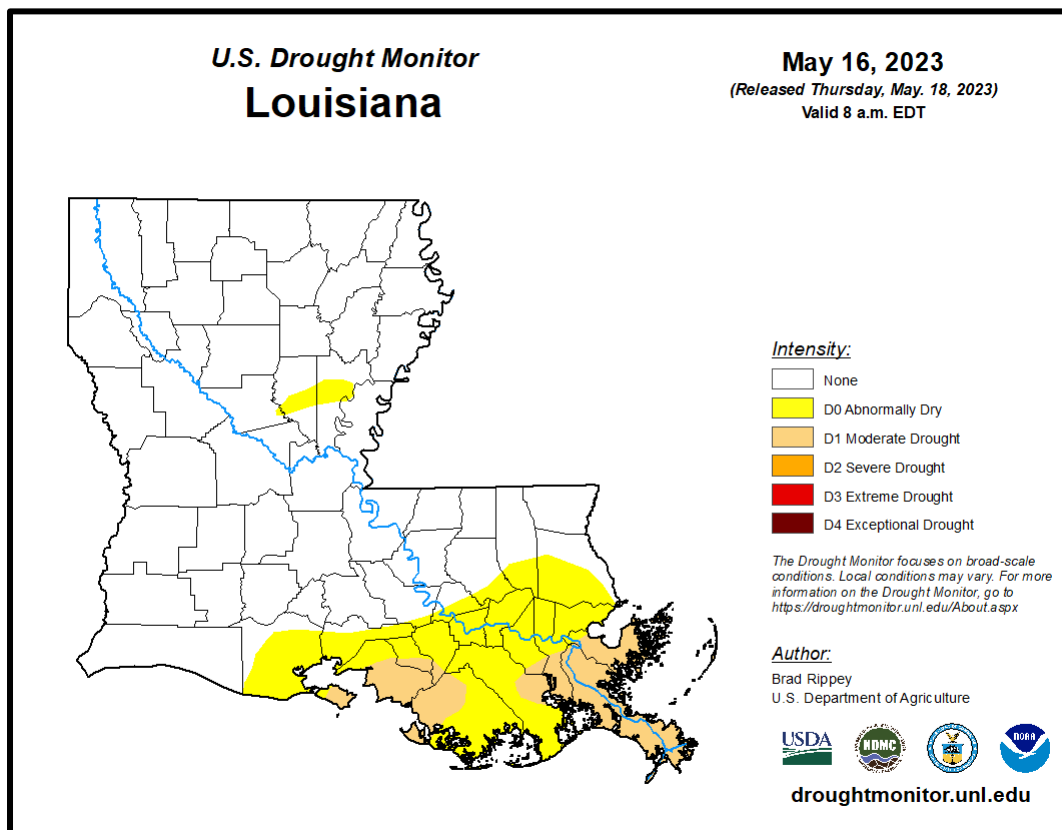 U.S. Drought Monitor
Louisiana
May 16, 2023
(Released Thursday, May. 18, 2023)
Valid 8 a.m. EDT
Intensity:
None
D0 Abnormally Dry
D1 Moderate Drought
D2 Severe Drought
D3 Extreme Drought
D4 Exceptional Drought
The Drought Monitor focuses on broad-scale
conditions. Local conditions may vary. For more
information on the Drought Monitor, go to
https://droughtmonitor.unl.edu/About.aspx
Author:
Brad Rippey
U.S. Department of Agriculture
USDA
NDMC
NOAA
droughtmonitor.unl.edu